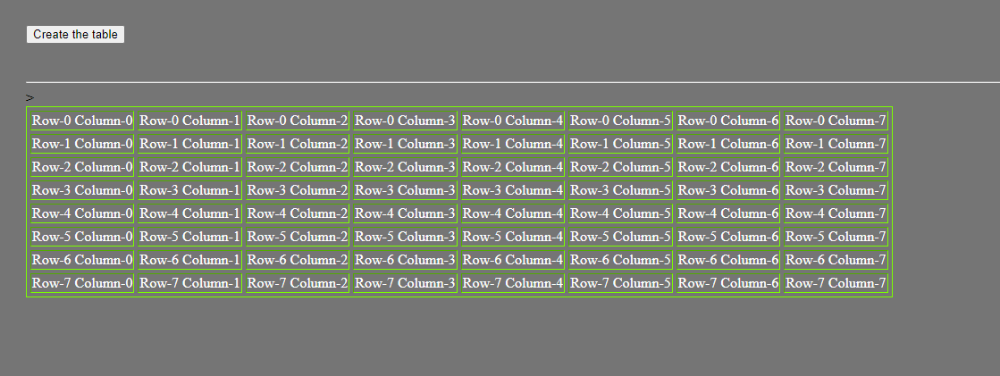 Create the table
>
Row-0 Column-0 Row-0 Column-1 Row-0 Column-2 Row-0 Column-3 Row-0 Column-4 Row-0 Column-5 Row-0 Column-6 Row-0 Column-7
Row-1 Column-0 Row-1 Column-1 Row-1 Column-2 Row-1 Column-3 Row-1 Column-4 Row-1 Column-5 Row-1 Column-6 Row-1 Column-7
Row-2 Column-0 Row-2 Column-1 Row-2 Column-2 Row-2 Column-3 Row-2 Column-4 Row-2 Column-5 Row-2 Column-6 Row-2 Column-7
Row-3 Column-0 Row-3 Column-1 Row-3 Column-2 Row-3 Column-3 Row-3 Column-4 Row-3 Column-5 Row-3 Column-6 Row-3 Column-7
Row-4 Column-0 Row-4 Column-1 Row-4 Column-2 Row-4 Column-3 Row-4 Column-4 Row-4 Column-5 Row-4 Column-6 Row-4 Column-7
Row-5 Column-0 Row-5 Column-1 Row-5 Column-2 Row-5 Column-3 Row-5 Column-4 Row-5 Column-5 Row-5 Column-6 Row-5 Column-7
Row-6 Column-0 Row-6 Column-1 Row-6 Column-2 Row-6 Column-3 Row-6 Column-4 Row-6 Column-5 Row-6 Column-6 Row-6 Column-7
Row-7 Column-0 Row-7 Column-1 Row-7 Column-2 Row-7 Column-3 Row-7 Column-4 Row-7 Column-5 Row-7 Column-6 Row-7 Column-7